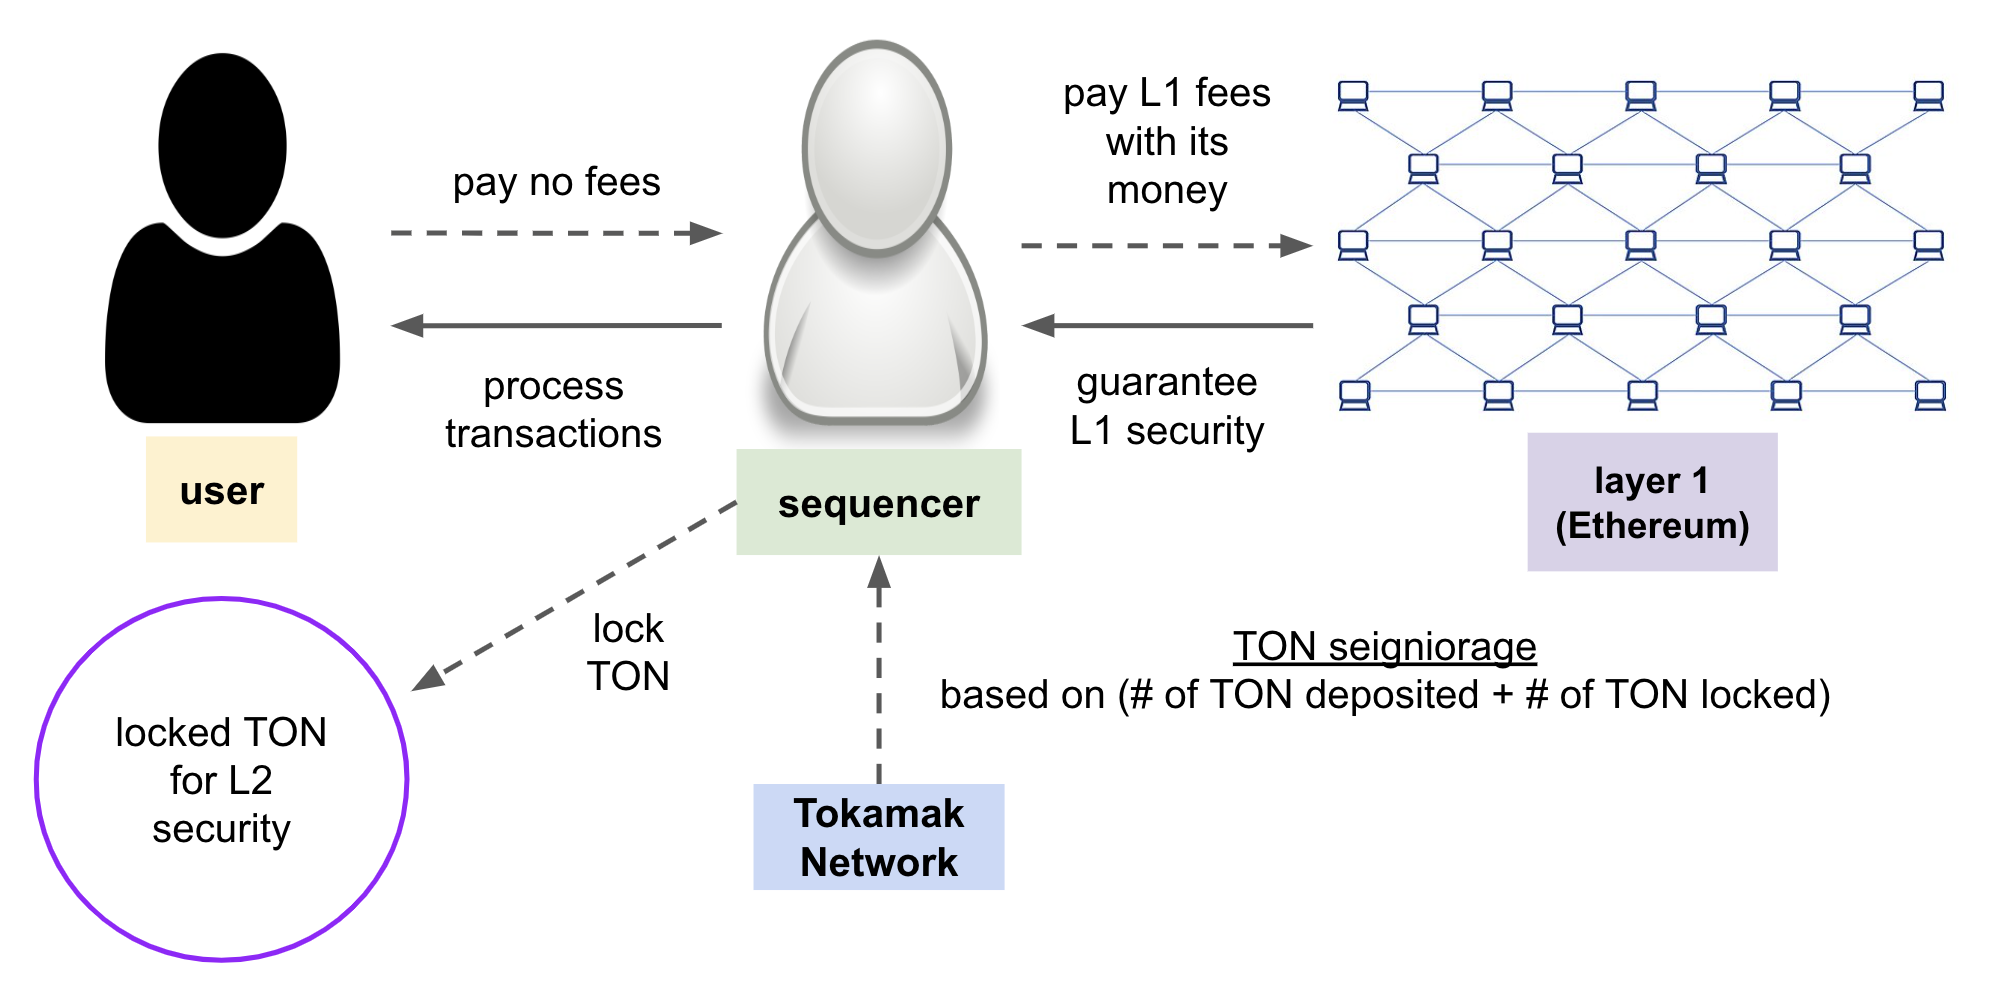 pay no fees
process
transactions
user
pay L1 fees
with its
money
guarantee
L1 security
sequencer
layer 1
(Ethereum)
lock
TON
locked TON
for L2
security
TON seigniorage
based on (# of TON deposited + # of TON locked)
Tokamak
Network